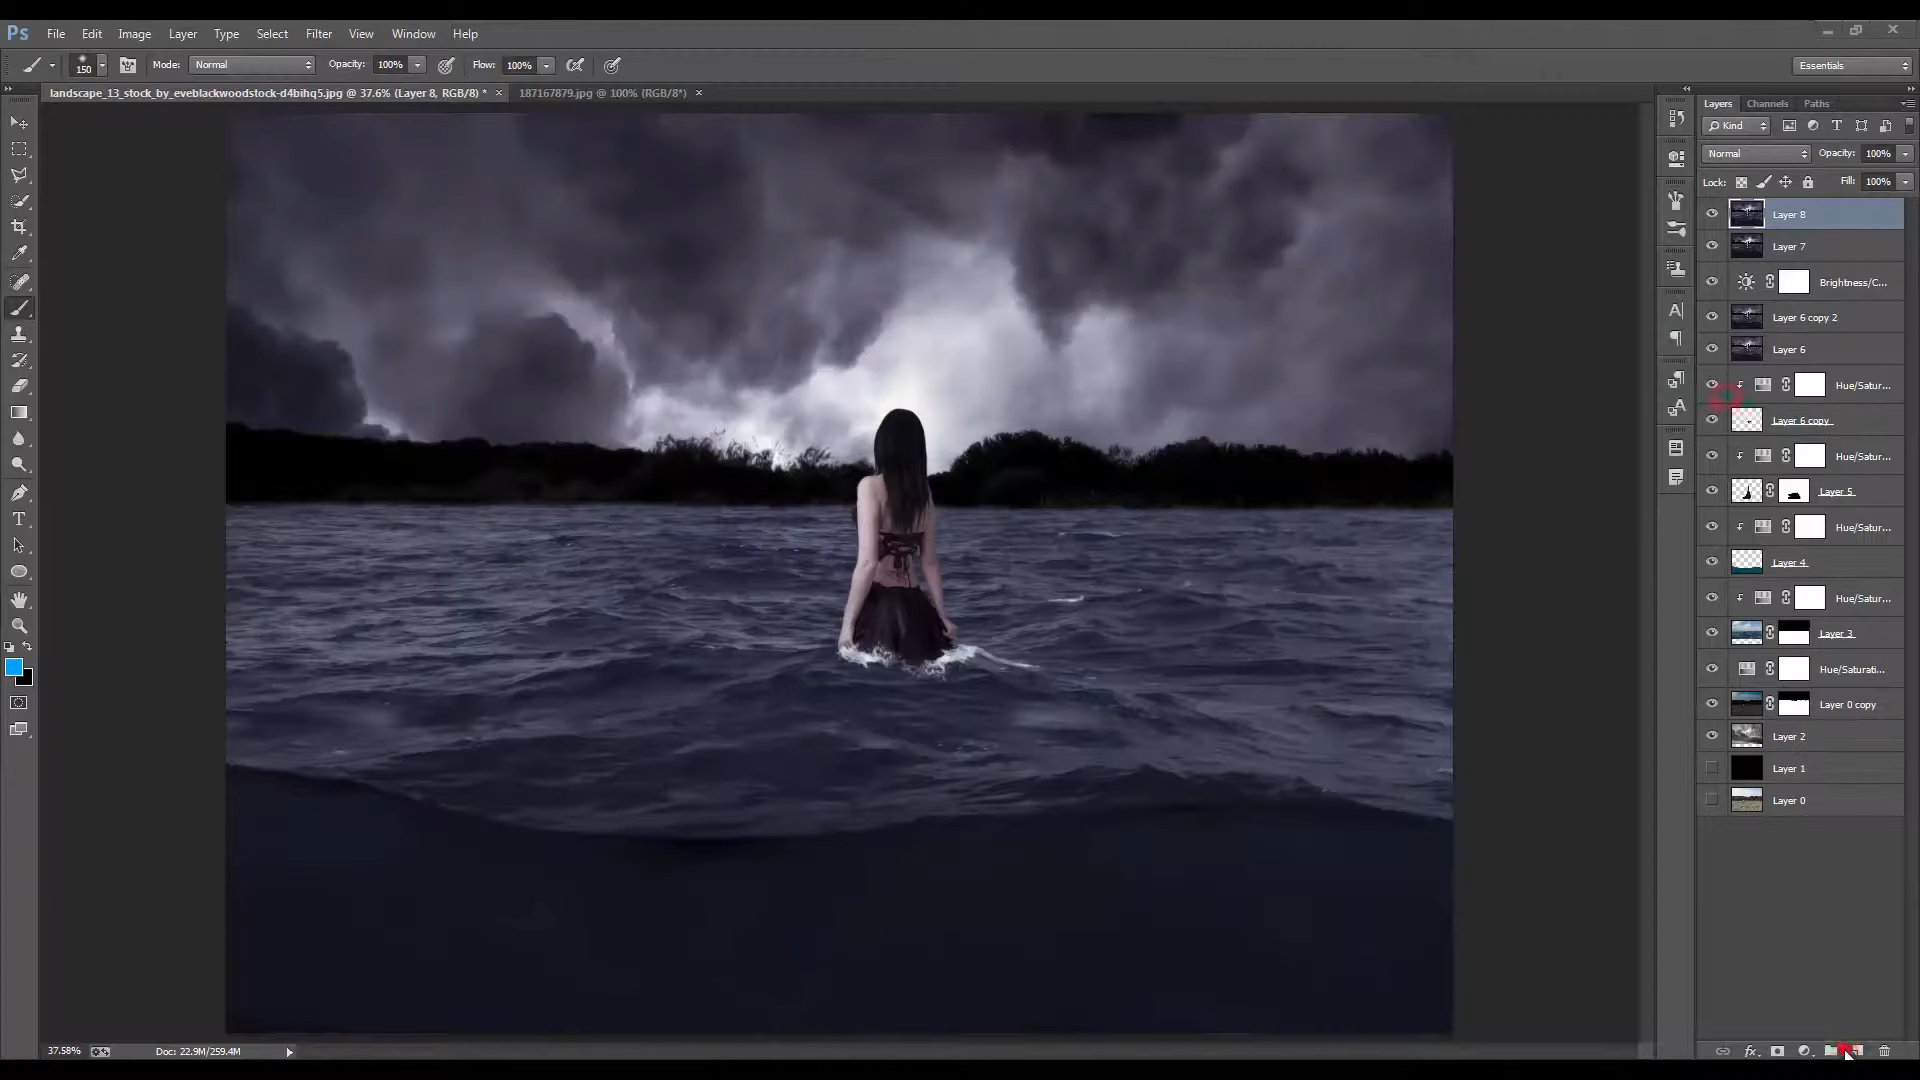 Ps File Edit Image Layer Type Select Filter View Window Help
150 Mode: Normal Opacity: 100% Flow: 100% Essentials
landscape_13_stock_by_eveblackwoodstock-d4bihq5.jpg @ 37.6% (Layer 8, RGB/8) * × 187167879.jpg @ 100% (RGB/8*) ×
Layers Channels Paths
Kind
Normal Opacity: 100%
Lock: Fill: 100%
Layer 8
Layer 7
Brightness/C...
Layer 6 copy 2
Layer 6
Hue/Satur...
Layer 6 copy
Hue/Satur...
Layer 5
Hue/Satur...
Layer 4
Hue/Satur...
Layer 3
Hue/Saturati...
Layer 0 copy
Layer 2
Layer 1
Layer 0
37.58% Doc: 22.9M/259.4M